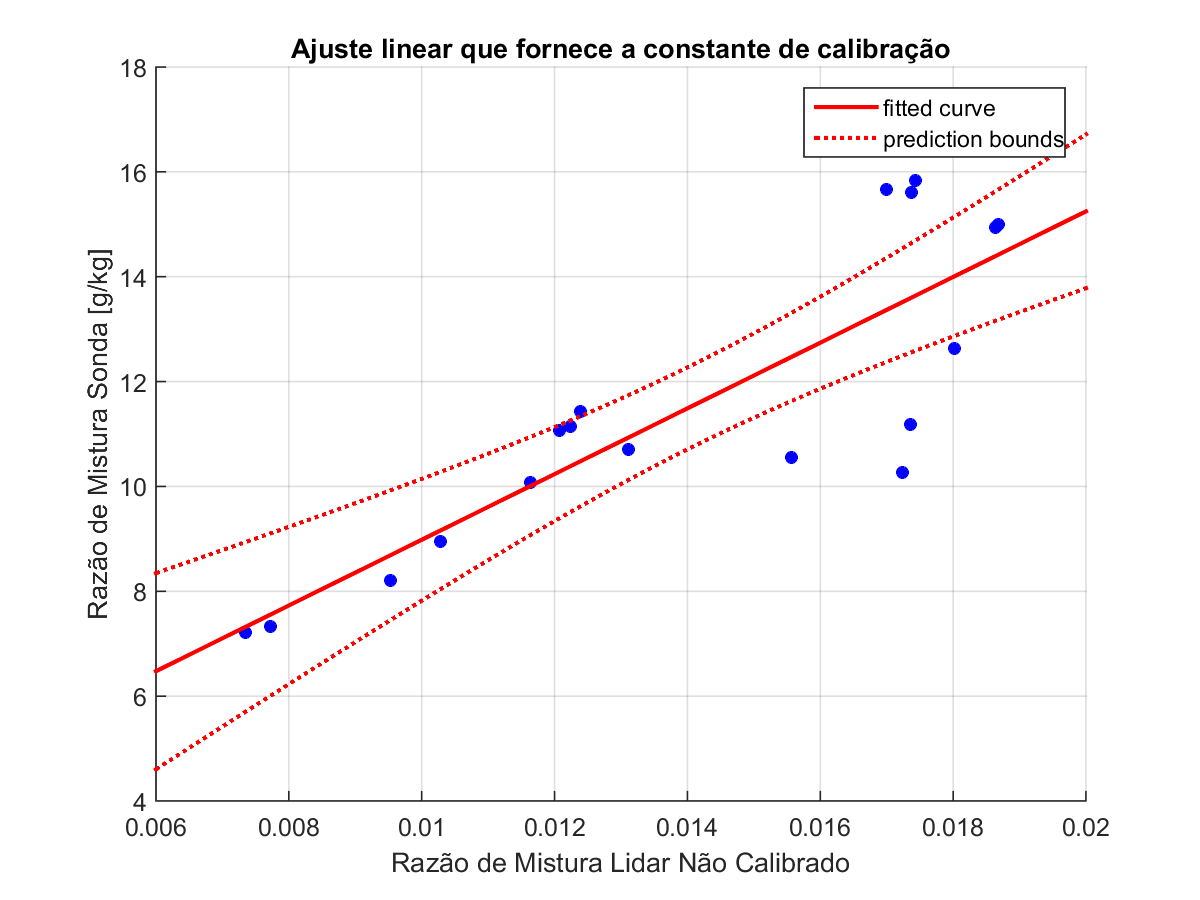 Ajuste linear que fornece a constante de calibração
18
16
14
12
10
8
6
4
Razão de Mistura Sonda [g/kg]
fitted curve
prediction bounds
0.006 0.008 0.01 0.012 0.014 0.016 0.018 0.02
Razão de Mistura Lidar Não Calibrado